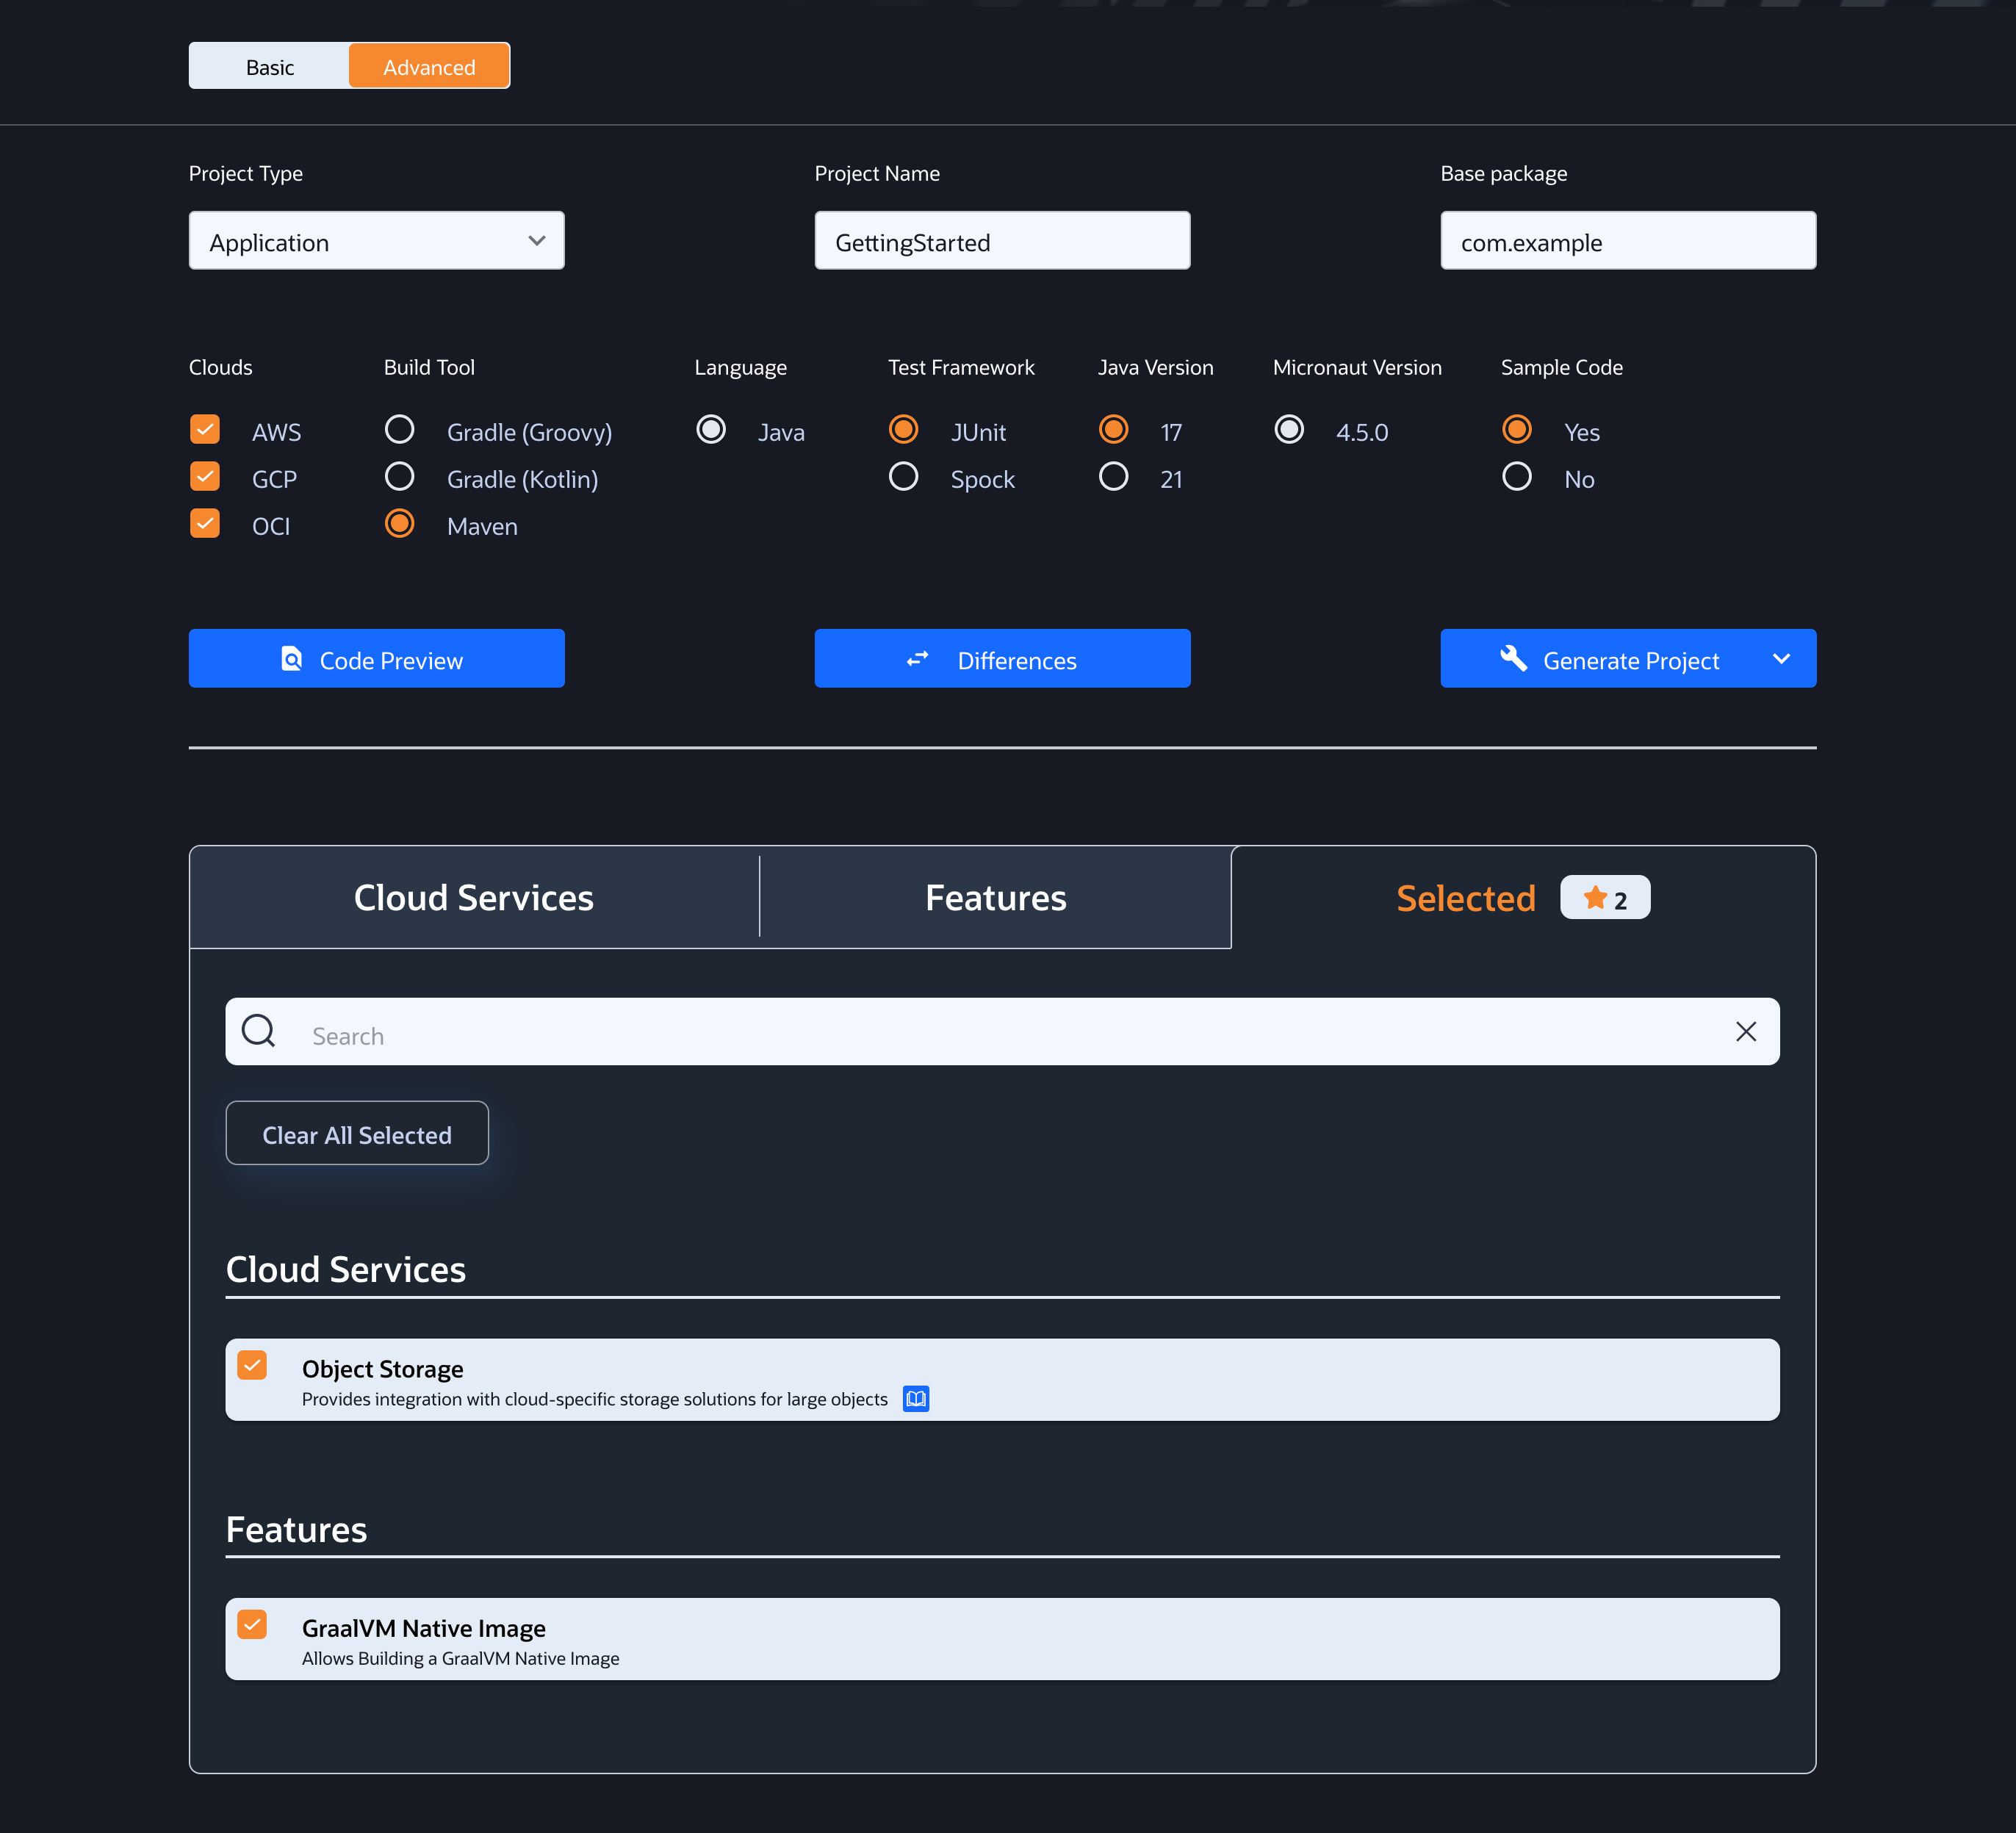 Basic Advanced
Project Type Project Name Base package
Application GettingStarted com.example
Clouds Build Tool Language Test Framework Java Version Micronaut Version Sample Code
AWS Gradle (Groovy) Java JUnit 17 4.5.0 Yes
GCP Gradle (Kotlin) Spock 21 No
OCI Maven
Code Preview Differences Generate Project
Cloud Services Features Selected 2
Search
Clear All Selected
Cloud Services
Object Storage
Provides integration with cloud-specific storage solutions for large objects
Features
GraalVM Native Image
Allows Building a GraalVM Native Image